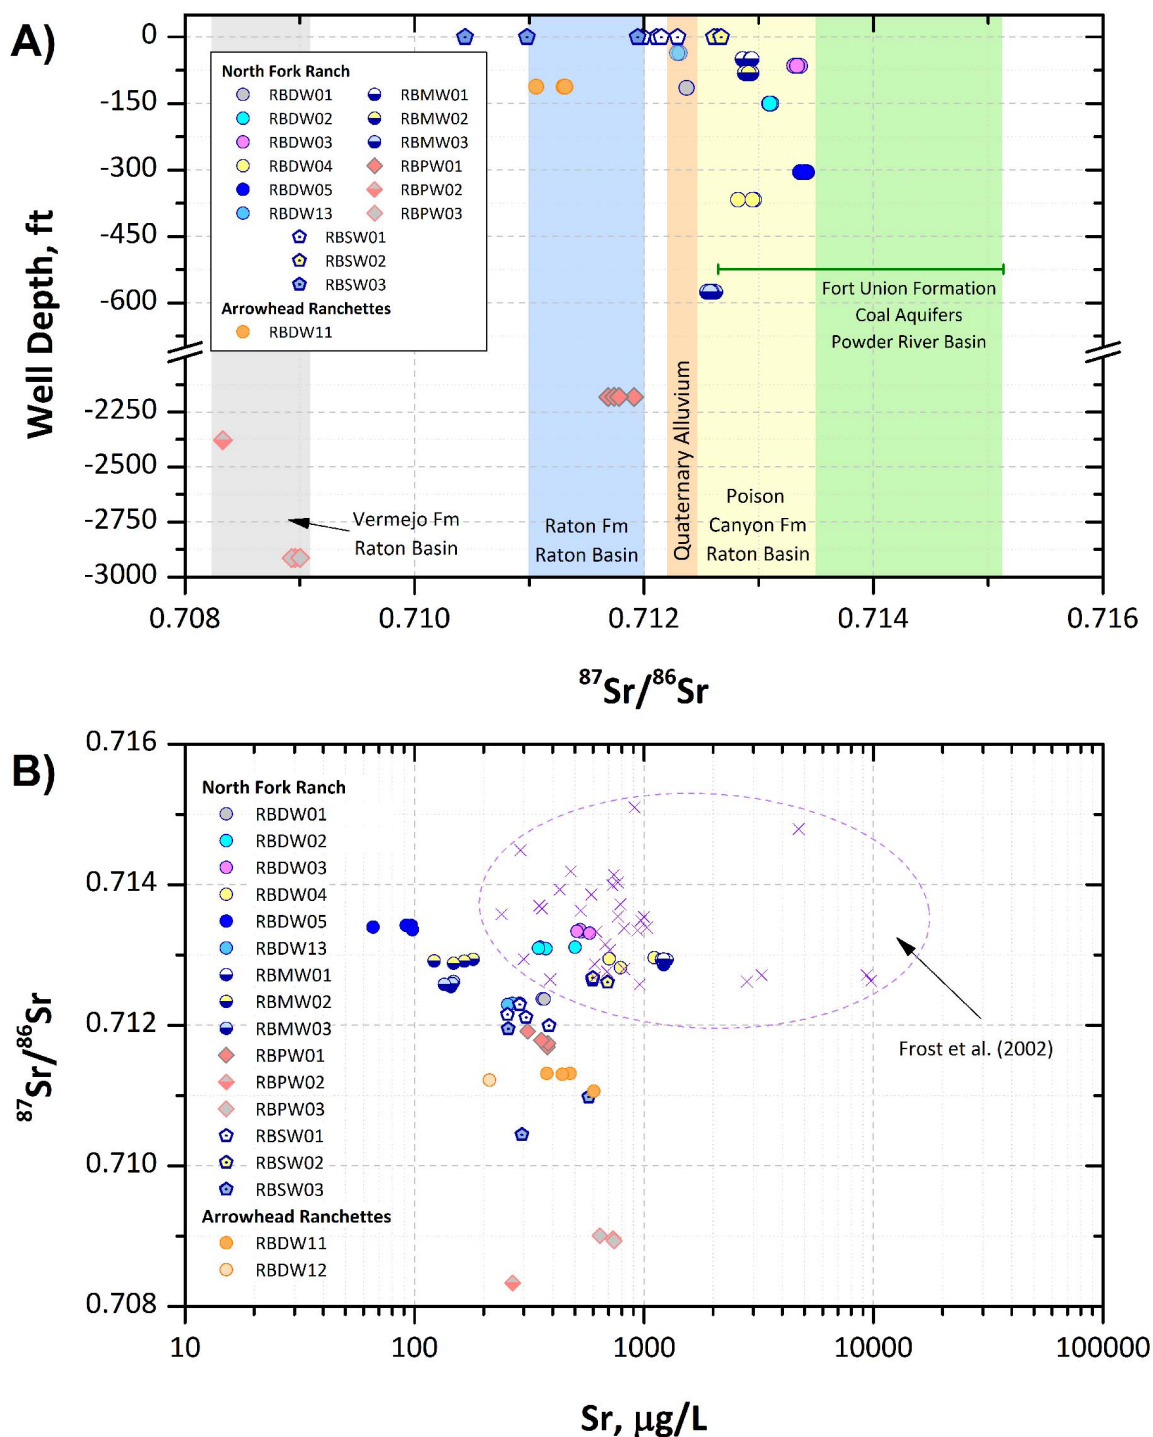 A)
0
-150
-300
-450
-600
-2250
-2500
-2750
-3000
Well Depth, ft
North Fork Ranch
RBDW01
RBDW02
RBDW03
RBDW04
RBDW05
RBDW13
RBMW01
RBMW02
RBMW03
RBPW01
RBPW02
RBPW03
RBSW01
RBSW02
RBSW03
Arrowhead Ranchettes
RBDW11
Fort Union Formation
Coal Aquifers
Powder River Basin
Vermejo Fm
Raton Basin
Raton Fm
Raton Basin
Quaternary Alluvium
Poison
Canyon Fm
Raton Basin
0.708
0.710
0.712
0.714
0.716
⁸⁷Sr/⁸⁶Sr
B)
0.716
0.714
0.712
0.710
0.708
⁸⁷Sr/⁸⁶Sr
North Fork Ranch
RBDW01
RBDW02
RBDW03
RBDW04
RBDW05
RBDW13
RBMW01
RBMW02
RBMW03
RBPW01
RBPW02
RBPW03
RBSW01
RBSW02
RBSW03
Arrowhead Ranchettes
RBDW11
RBDW12
Frost et al. (2002)
10
100
1000
10000
100000
Sr, µg/L